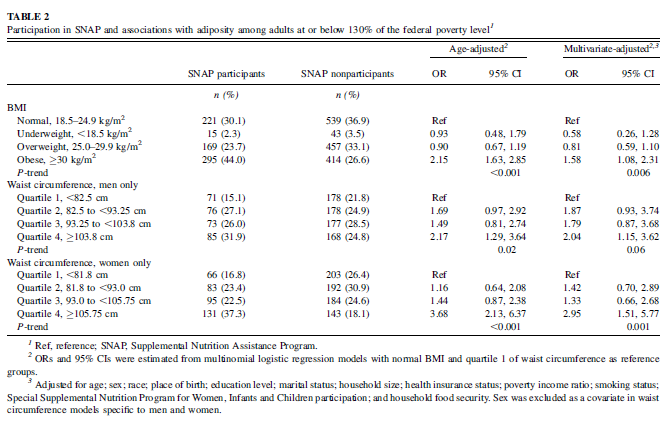 TABLE 2
Participation in SNAP and associations with adiposity among adults at or below 130% of the federal poverty level1
Age-adjusted2 Multivariate-adjusted2,3
SNAP participants SNAP nonparticipants OR 95% CI OR 95% CI
n (%) n (%)
BMI
Normal, 18.5–24.9 kg/m2 221 (30.1) 539 (36.9) Ref Ref
Underweight, <18.5 kg/m2 15 (2.3) 43 (3.5) 0.93 0.48, 1.79 0.58 0.26, 1.28
Overweight, 25.0–29.9 kg/m2 169 (23.7) 457 (33.1) 0.90 0.67, 1.19 0.81 0.59, 1.10
Obese, ≥30 kg/m2 295 (44.0) 414 (26.6) 2.15 1.63, 2.85 1.58 1.08, 2.31
P-trend <0.001 0.006
Waist circumference, men only
Quartile 1, <82.5 cm 71 (15.1) 178 (21.8) Ref Ref
Quartile 2, 82.5 to <93.25 cm 76 (27.1) 178 (24.9) 1.69 0.97, 2.92 1.87 0.93, 3.74
Quartile 3, 93.25 to <103.8 cm 73 (26.0) 177 (28.5) 1.49 0.81, 2.74 1.79 0.87, 3.68
Quartile 4, ≥103.8 cm 85 (31.9) 168 (24.8) 2.17 1.29, 3.64 2.04 1.15, 3.62
P-trend 0.02 0.06
Waist circumference, women only
Quartile 1, <81.8 cm 66 (16.8) 203 (26.4) Ref Ref
Quartile 2, 81.8 to <93.0 cm 83 (23.4) 192 (30.9) 1.16 0.64, 2.08 1.42 0.70, 2.89
Quartile 3, 93.0 to <105.75 cm 95 (22.5) 184 (24.6) 1.44 0.87, 2.38 1.33 0.66, 2.68
Quartile 4, ≥105.75 cm 131 (37.3) 143 (18.1) 3.68 2.13, 6.37 2.95 1.51, 5.77
P-trend <0.001 0.001
1 Ref, reference; SNAP, Supplemental Nutrition Assistance Program.
2 ORs and 95% CIs were estimated from multinomial logistic regression models with normal BMI and quartile 1 of waist circumference as reference
groups.
3 Adjusted for age; sex; race; place of birth; education level; marital status; household size; health insurance status; poverty income ratio; smoking status;
Special Supplemental Nutrition Program for Women, Infants and Children participation; and household food security. Sex was excluded as a covariate in waist
circumference models specific to men and women.